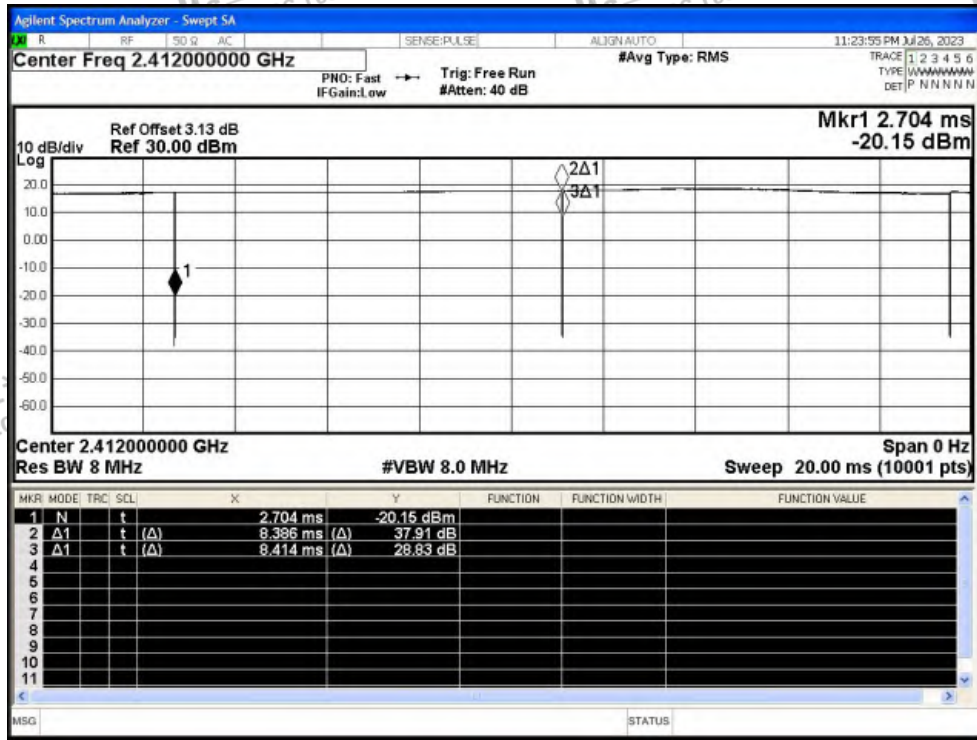 Agilent Spectrum Analyzer - Swept SA
LXI R RF 50 Ω AC SENSE:PULSE ALIGN AUTO 11:23:55 PM Jul 26, 2023
Center Freq 2.412000000 GHz #Avg Type: RMS TRACE 1 2 3 4 5 6
PNO: Fast Trig: Free Run TYPE WWWWWW
IFGain:Low #Atten: 40 dB DET P N N N N N
Mkr1 2.704 ms
Ref Offset 3.13 dB
10 dB/div Ref 30.00 dBm -20.15 dBm
Log
20.0
10.0
0.00
-10.0
-20.0
-30.0
-40.0
-50.0
-60.0
2Δ1
3Δ1
1
Center 2.412000000 GHz Span 0 Hz
Res BW 8 MHz #VBW 8.0 MHz Sweep 20.00 ms (10001 pts)
MKR MODE TRC SCL X Y FUNCTION FUNCTION WIDTH FUNCTION VALUE
1 N t 2.704 ms -20.15 dBm
2 Δ1 t (Δ) 8.386 ms (Δ) 37.91 dB
3 Δ1 t (Δ) 8.414 ms (Δ) 28.83 dB
4
5
6
7
8
9
10
11
MSG STATUS